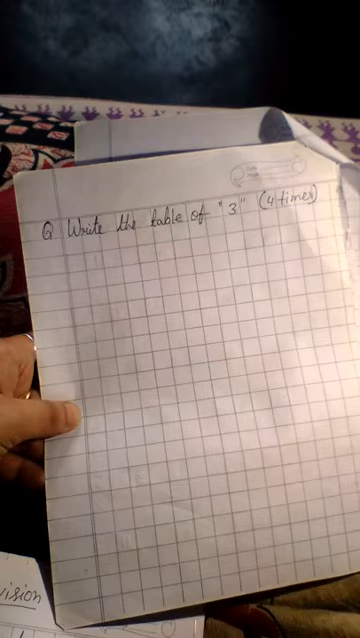 Q Write the table of "3" (4 times)
vision